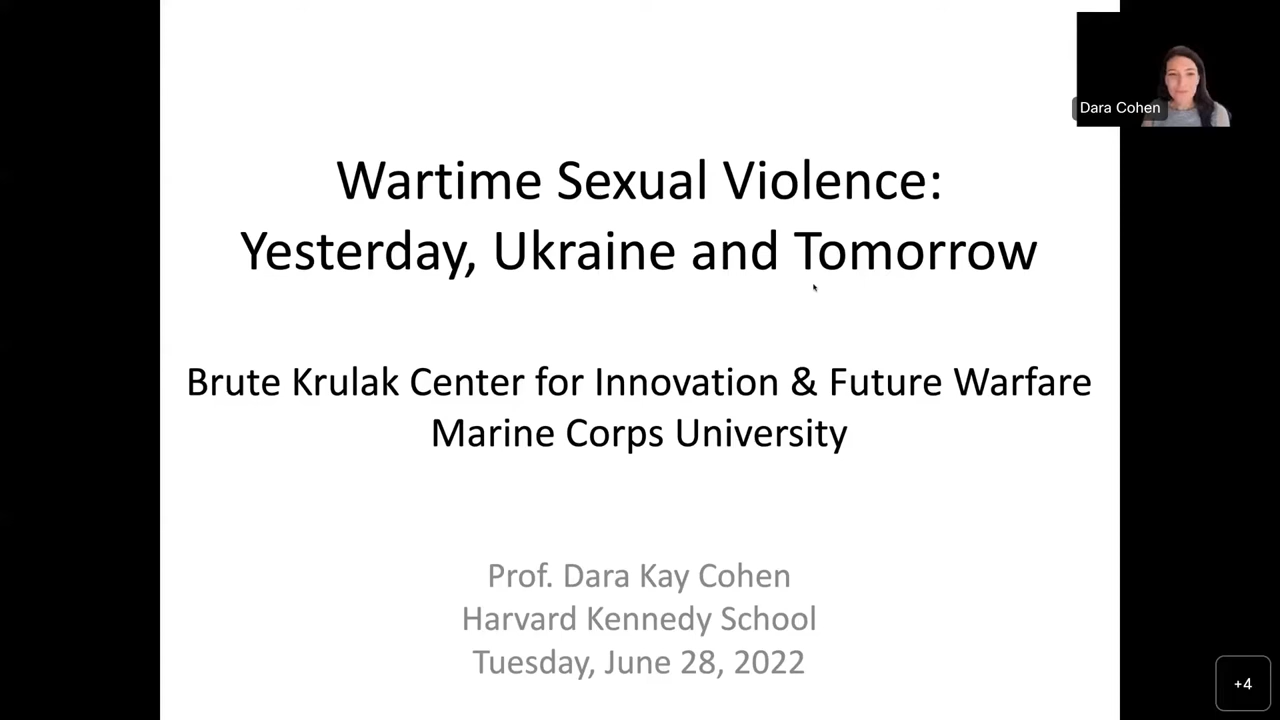 Dara Cohen
Wartime Sexual Violence:
Yesterday, Ukraine and Tomorrow
Brute Krulak Center for Innovation & Future Warfare
Marine Corps University
Prof. Dara Kay Cohen
Harvard Kennedy School
Tuesday, June 28, 2022
+4